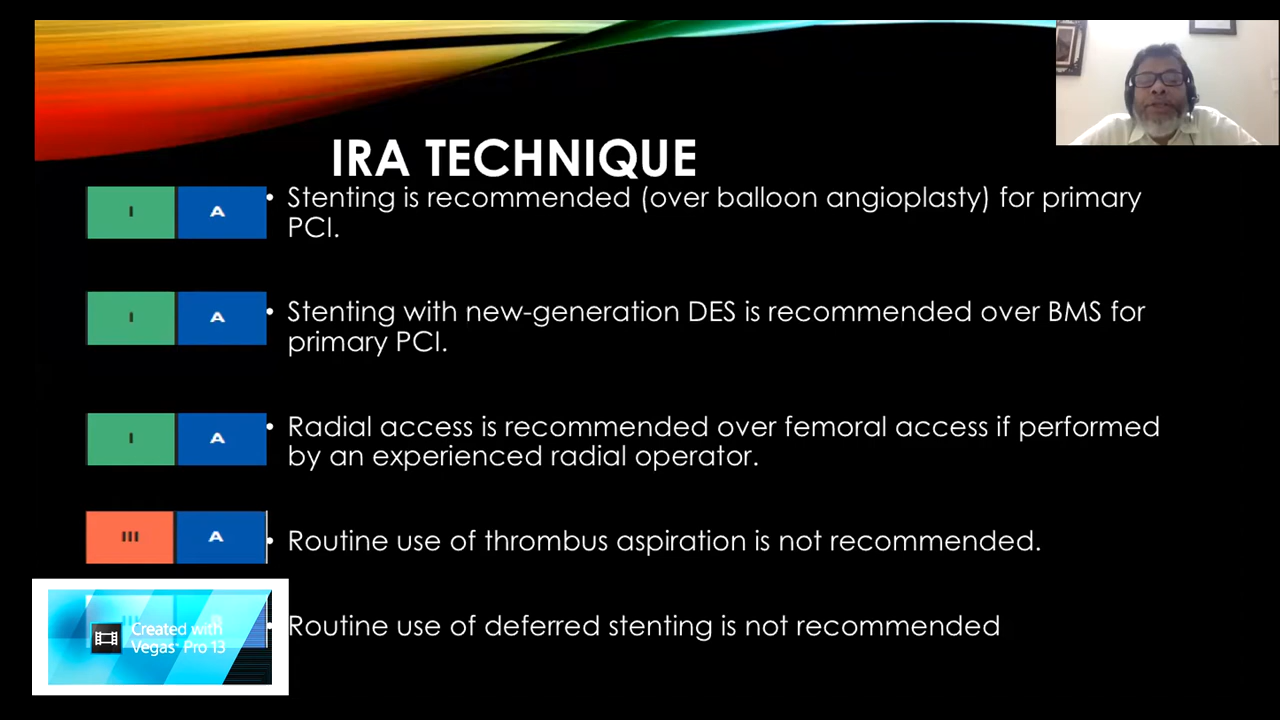 IRA TECHNIQUE
I A
• Stenting is recommended (over balloon angioplasty) for primary
PCI.
I A
• Stenting with new-generation DES is recommended over BMS for
primary PCI.
I A
• Radial access is recommended over femoral access if performed
by an experienced radial operator.
III A
• Routine use of thrombus aspiration is not recommended.
• Routine use of deferred stenting is not recommended
Created with
Vegas Pro 13